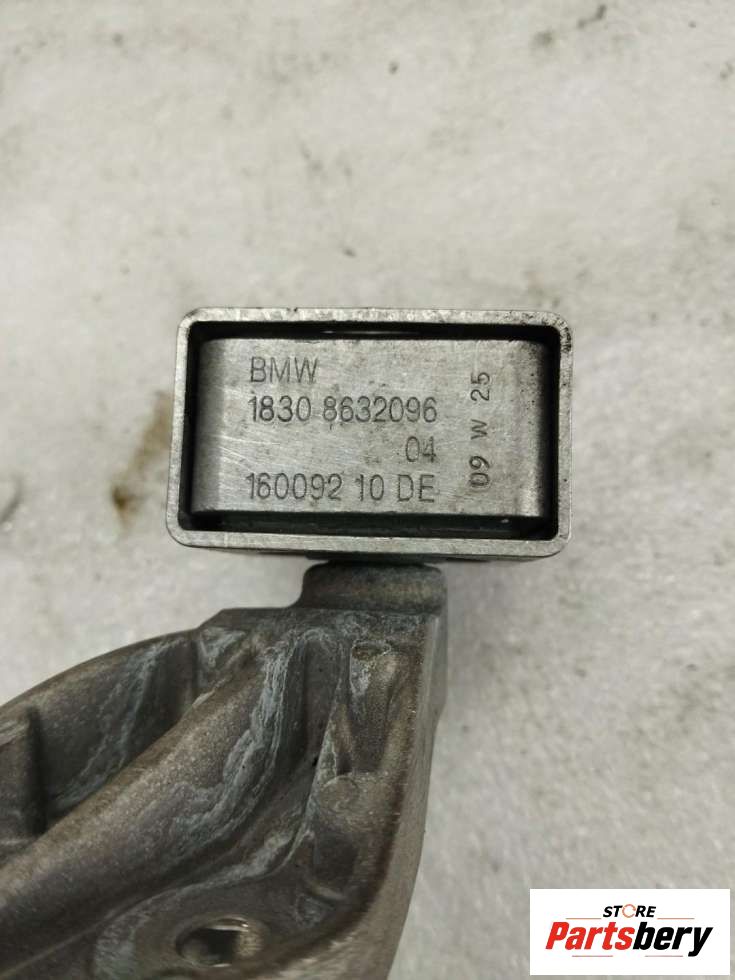 BMW
1830 8632096
04
160092 10 DE
09 W 25
STORE
Partsbery